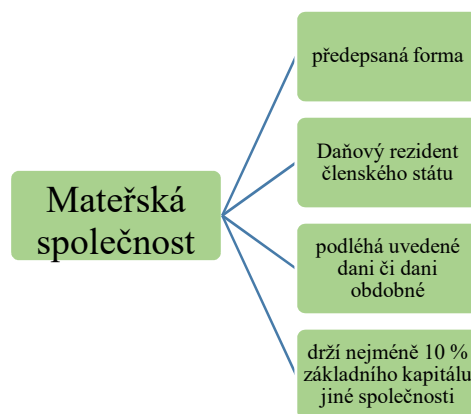 předepsaná forma
Daňový rezident
členského státu
Mateřská
společnost
podléhá uvedené
dani či dani
obdobné
drží nejméně 10 %
základního kapitálu
jiné společnosti